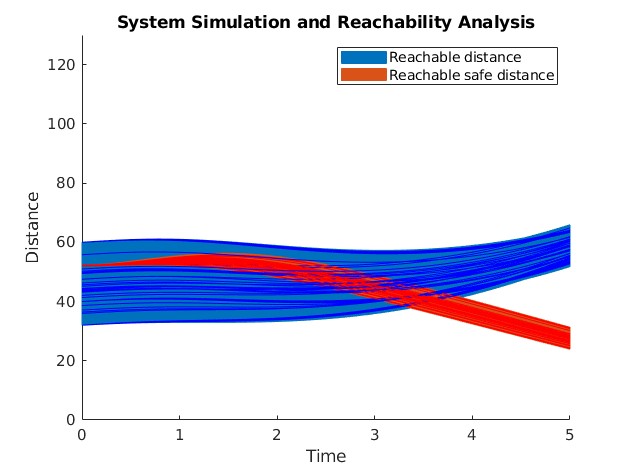 System Simulation and Reachability Analysis
Reachable distance
Reachable safe distance
120
100
80
60
40
20
0
Distance
0 1 2 3 4 5
Time